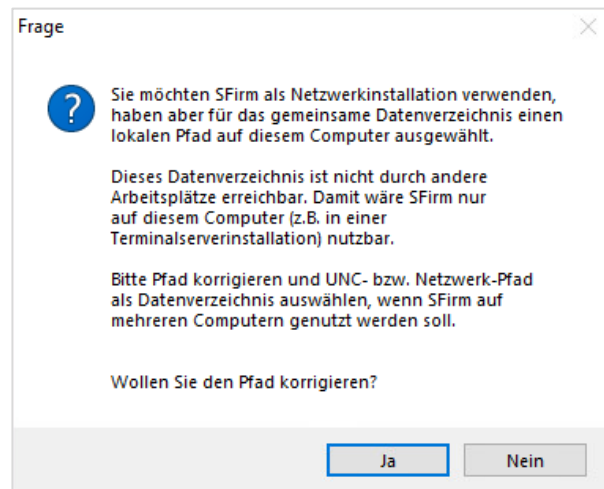 Frage
Sie möchten SFirm als Netzwerkinstallation verwenden,
haben aber für das gemeinsame Datenverzeichnis einen
lokalen Pfad auf diesem Computer ausgewählt.
Dieses Datenverzeichnis ist nicht durch andere
Arbeitsplätze erreichbar. Damit wäre SFirm nur
auf diesem Computer (z.B. in einer
Terminalserverinstallation) nutzbar.
Bitte Pfad korrigieren und UNC- bzw. Netzwerk-Pfad
als Datenverzeichnis auswählen, wenn SFirm auf
mehreren Computern genutzt werden soll.
Wollen Sie den Pfad korrigieren?
Ja
Nein